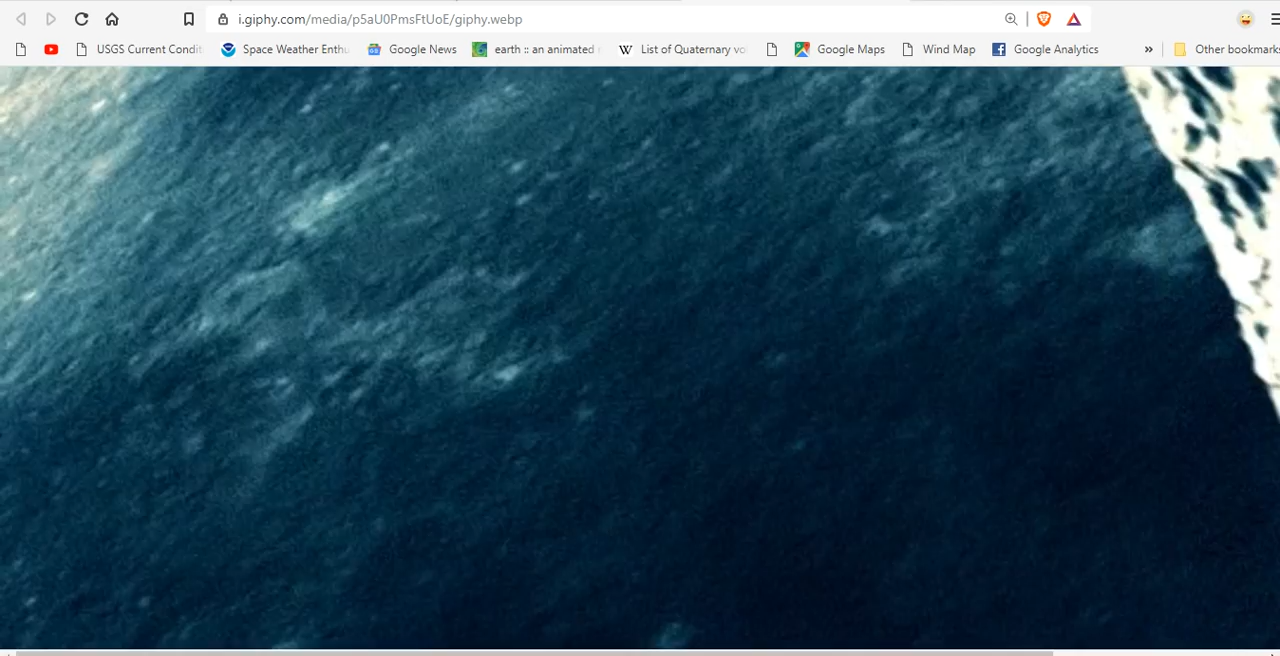 i.giphy.com/media/p5aU0PmsFtUoE/giphy.webp
USGS Current Condit Space Weather Enthu Google News earth :: an animated List of Quaternary vo Google Maps Wind Map Google Analytics » Other bookmarks